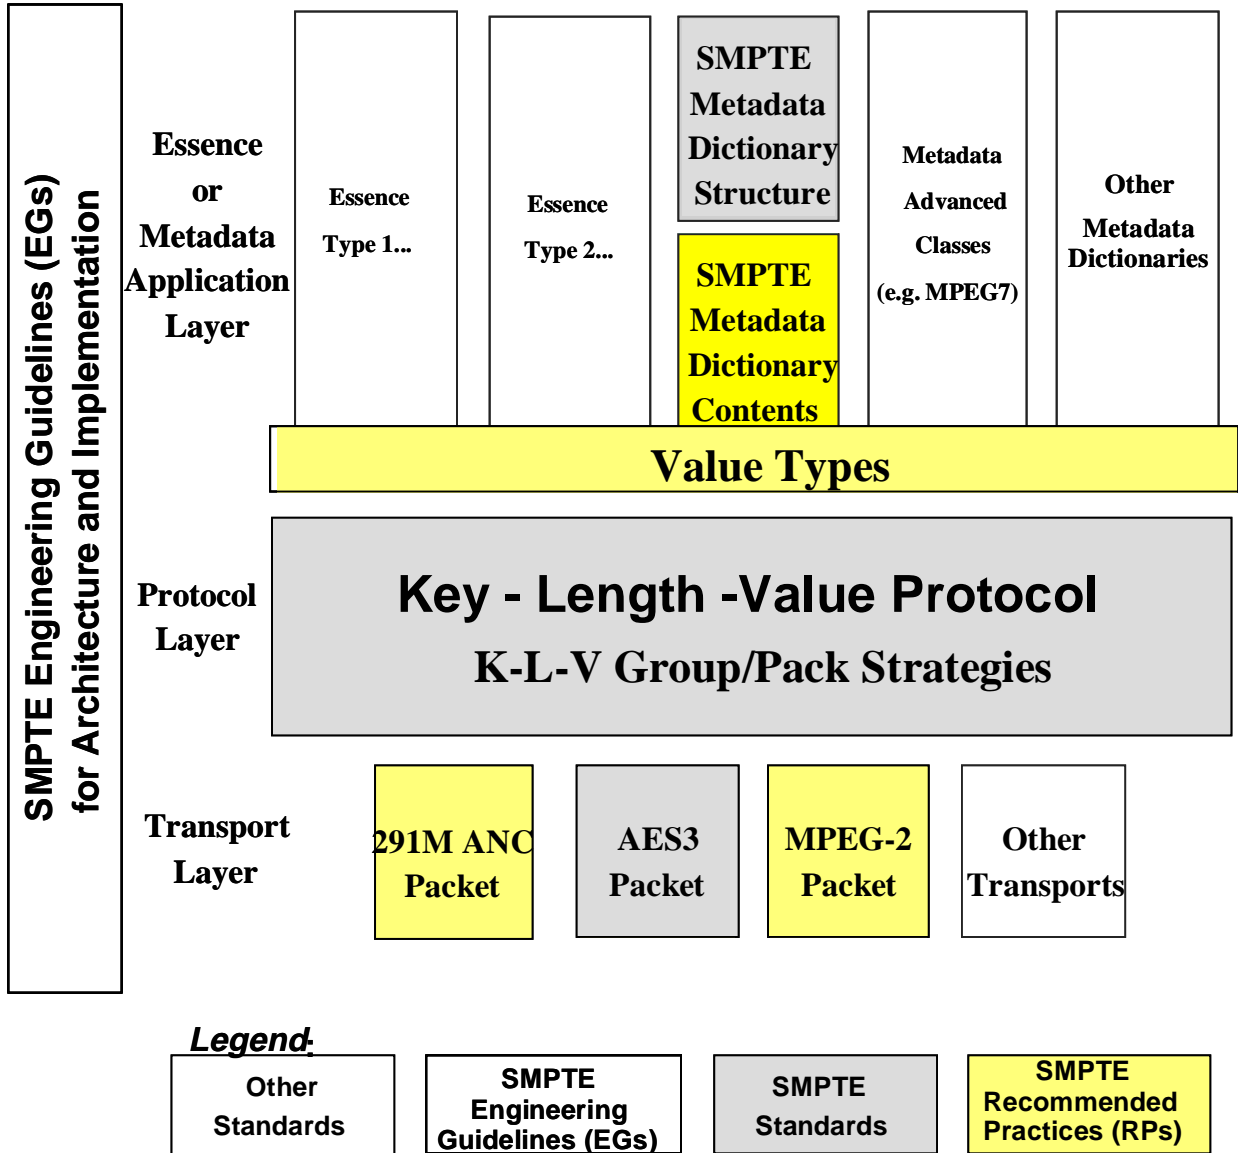 SMPTE Engineering Guidelines (EGs)
for Architecture and Implementation
Essence
or
Metadata
Application
Layer
Essence
Type 1...
Essence
Type 2...
SMPTE
Metadata
Dictionary
Structure
SMPTE
Metadata
Dictionary
Contents
Metadata
Advanced
Classes
(e.g. MPEG7)
Other
Metadata
Dictionaries
Value Types
Protocol
Layer
Key - Length -Value Protocol
K-L-V Group/Pack Strategies
Transport
Layer
291M ANC
Packet
AES3
Packet
MPEG-2
Packet
Other
Transports
Legend:
Other
Standards
SMPTE
Engineering
Guidelines (EGs)
SMPTE
Standards
SMPTE
Recommended
Practices (RPs)